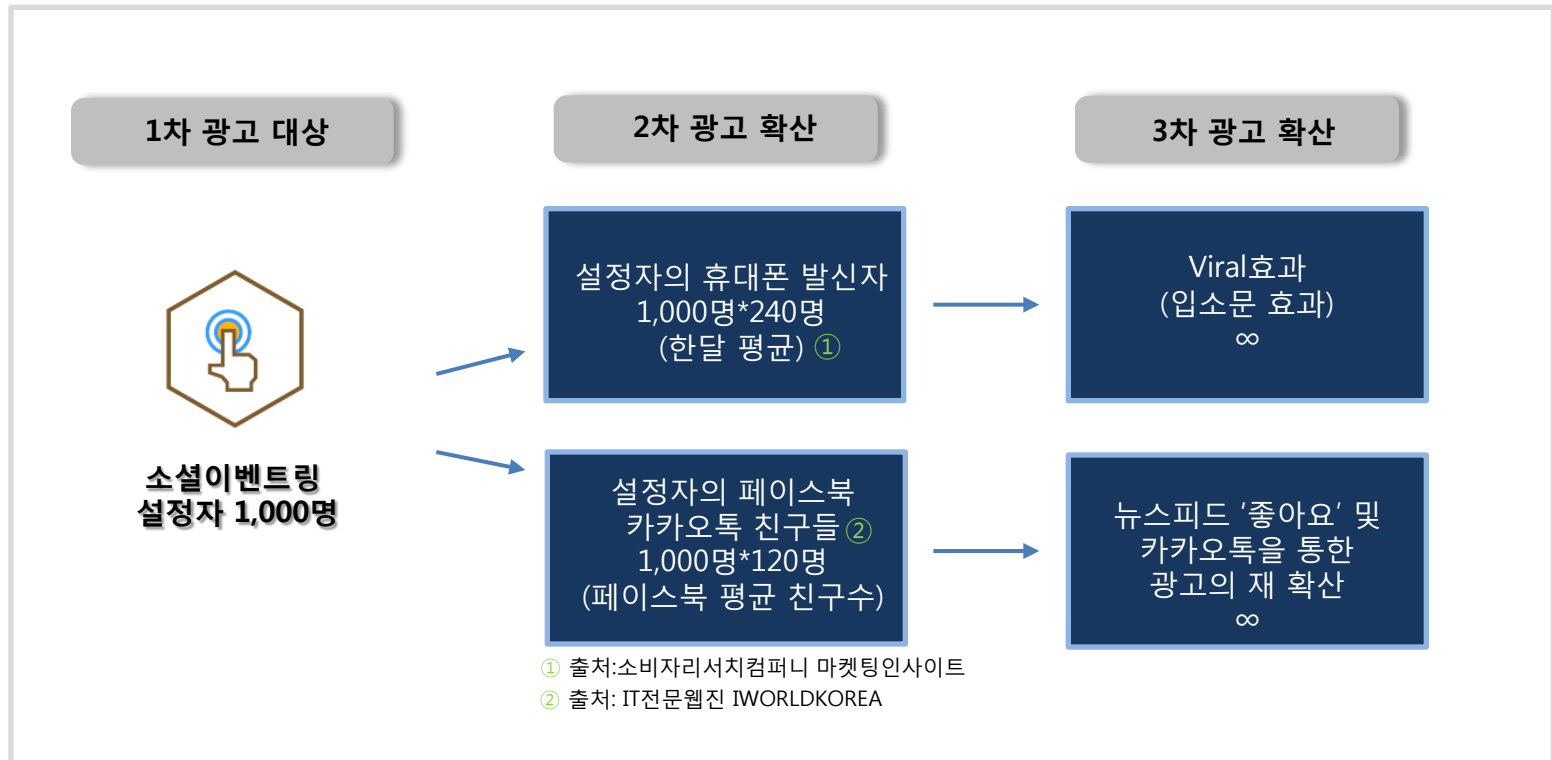 1차 광고 대상
2차 광고 확산
3차 광고 확산
소셜이벤트링
설정자 1,000명
설정자의 휴대폰 발신자
1,000명*240명
(한달 평균) ①
설정자의 페이스북
카카오톡 친구들 ②
1,000명*120명
(페이스북 평균 친구수)
Viral효과
(입소문 효과)
∞
뉴스피드 ‘좋아요’ 및
카카오톡을 통한
광고의 재 확산
∞
① 출처:소비자리서치컴퍼니 마켓팅인사이트
② 출처: IT전문웹진 IWORLDKOREA